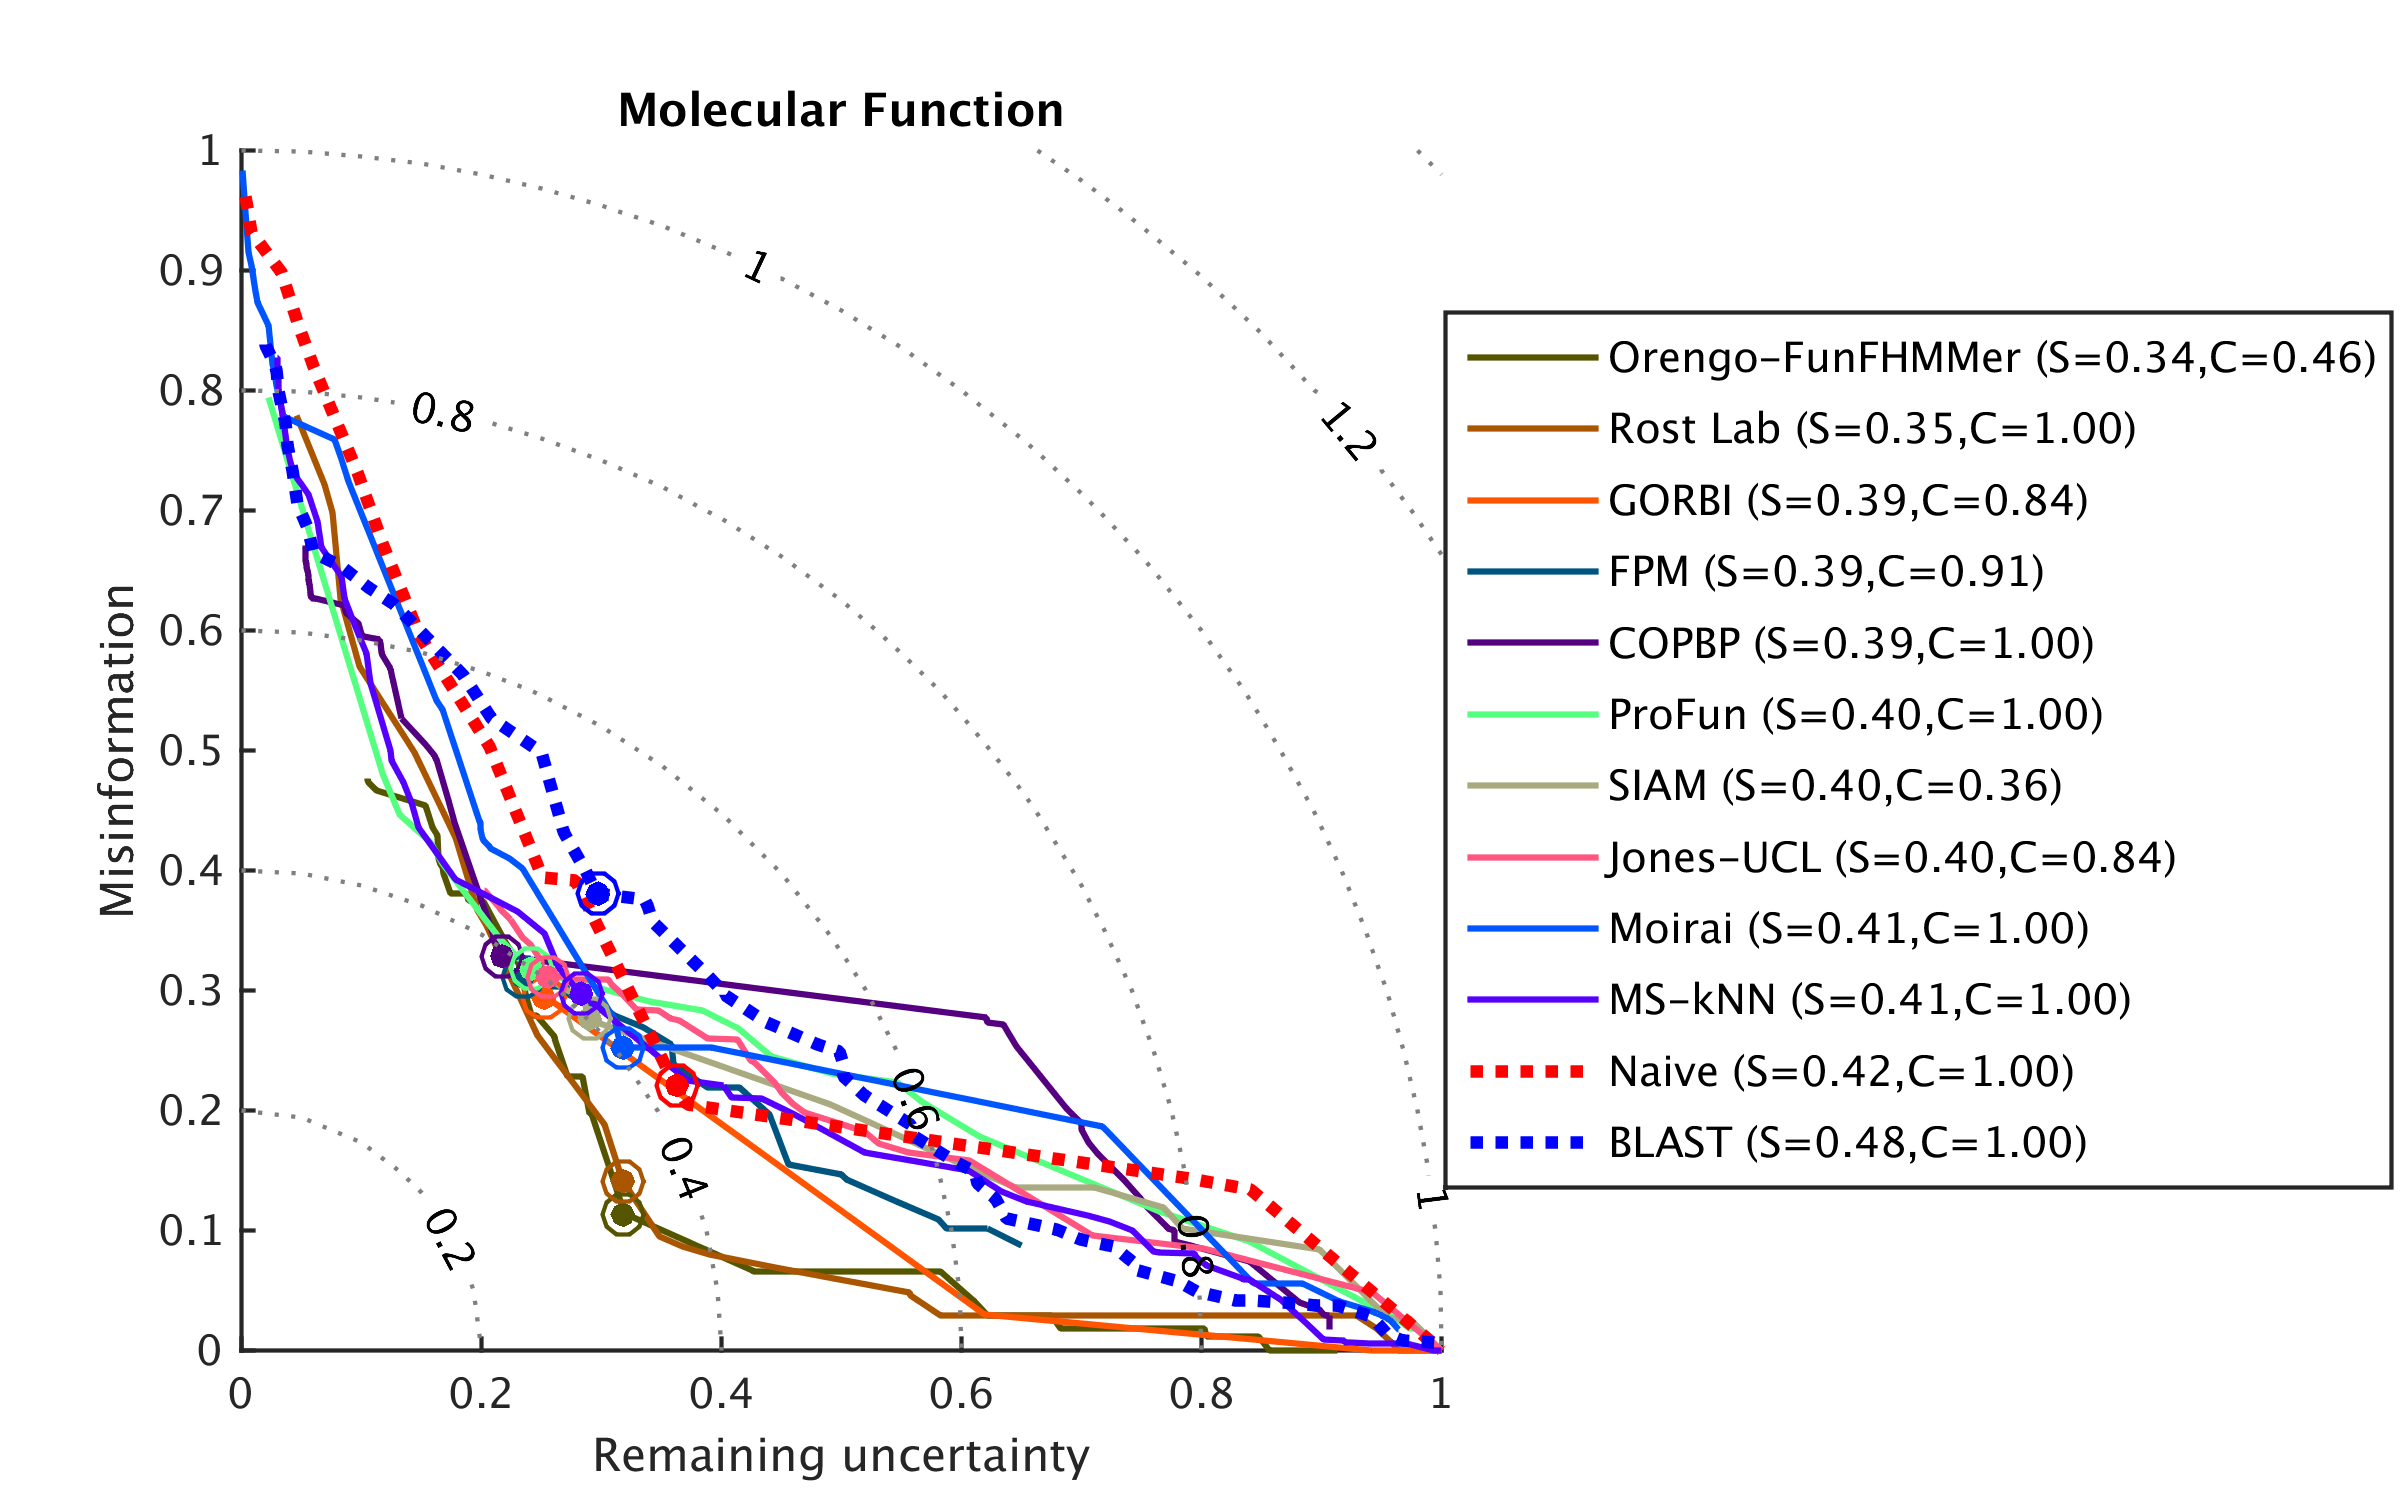 Molecular Function
1
0.9
0.8
0.7
0.6
0.5
0.4
0.3
0.2
0.1
0
Misinformation
0 0.2 0.4 0.6 0.8 1
Remaining uncertainty
1
0.8
1.2
0.6
0.4
0.2
0.8
1
Orengo-FunFHMMer (S=0.34,C=0.46)
Rost Lab (S=0.35,C=1.00)
GORBI (S=0.39,C=0.84)
FPM (S=0.39,C=0.91)
COPBP (S=0.39,C=1.00)
ProFun (S=0.40,C=1.00)
SIAM (S=0.40,C=0.36)
Jones-UCL (S=0.40,C=0.84)
Moirai (S=0.41,C=1.00)
MS-kNN (S=0.41,C=1.00)
Naive (S=0.42,C=1.00)
BLAST (S=0.48,C=1.00)